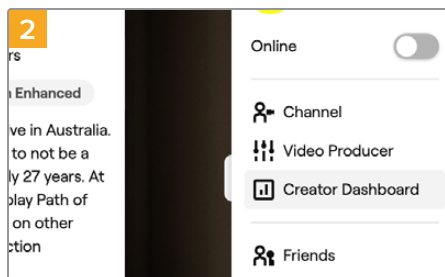 2
rs
Enhanced
ve in Australia.
to not be a
ly 27 years. At
play Path of
on other
ction
Online
Channel
Video Producer
Creator Dashboard
Friends